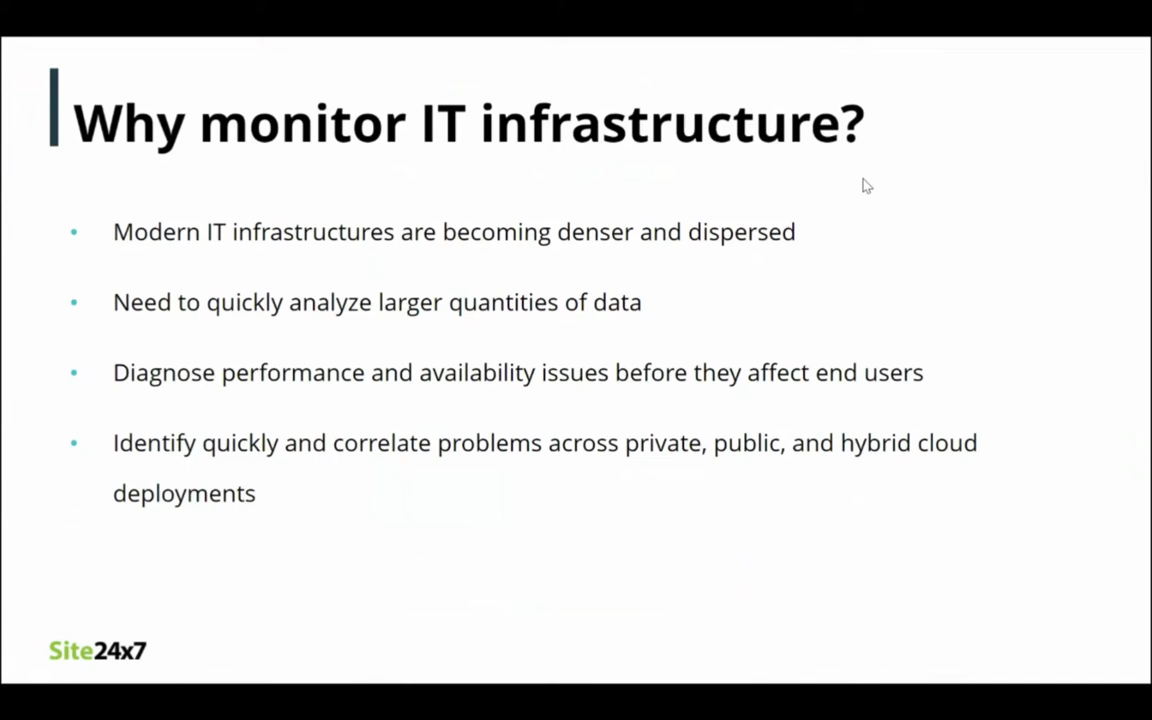 Why monitor IT infrastructure?
• Modern IT infrastructures are becoming denser and dispersed
• Need to quickly analyze larger quantities of data
• Diagnose performance and availability issues before they affect end users
• Identify quickly and correlate problems across private, public, and hybrid cloud
deployments
Site24x7